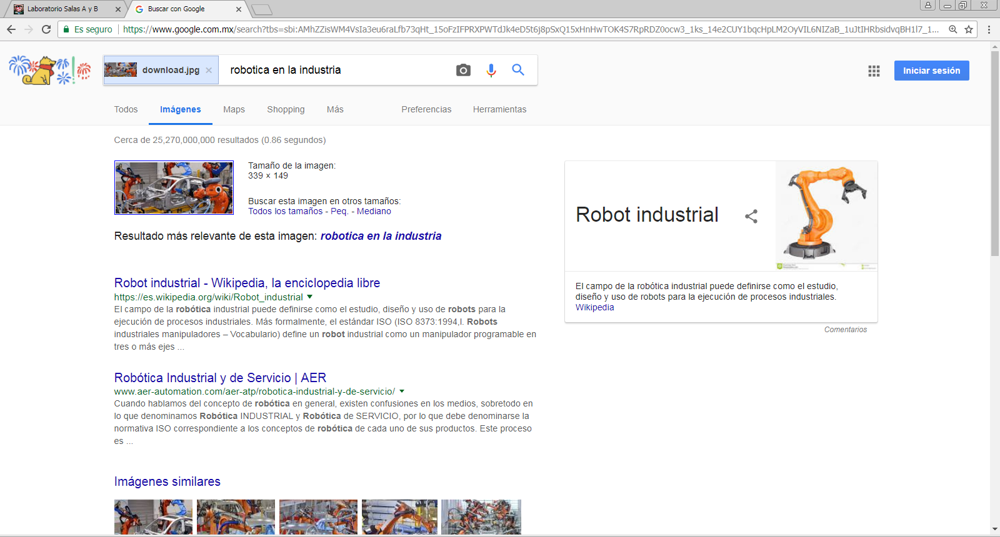 Laboratorio Salas A y B
Buscar con Google
Es seguro
https://www.google.com.mx/search?tbs=sbi:AMhZZisWM4VsIa3eu6raLfb73qHt_15oFzIFPRXPWTdJk4eD5t6j8pSxQ15xHnHwTOK4S7RpRDZ0ocw3_1ks_14e2CUY1bqcHpLM2OyVIL6NIZaB_1uJtIHRbsidvqBH1l7_1...
download.jpg
robotica en la industria
Iniciar sesión
Todos
Imágenes
Maps
Shopping
Más
Preferencias
Herramientas
Cerca de 25,270,000,000 resultados (0.86 segundos)
Tamaño de la imagen:
339 × 149
Buscar esta imagen en otros tamaños:
Todos los tamaños - Peq. - Mediano
Resultado más relevante de esta imagen: robotica en la industria
Robot industrial - Wikipedia, la enciclopedia libre
https://es.wikipedia.org/wiki/Robot_industrial
El campo de la robótica industrial puede definirse como el estudio, diseño y uso de robots para la
ejecución de procesos industriales. Más formalmente, el estándar ISO (ISO 8373:1994,I. Robots
industriales manipuladores – Vocabulario) define un robot industrial como un manipulador programable en
tres o más ejes ...
Robótica Industrial y de Servicio | AER
www.aer-automation.com/aer-atp/robotica-industrial-y-de-servicio/
Cuando hablamos del concepto de robótica en general, existen confusiones en los medios, sobretodo en
lo que denominamos Robótica INDUSTRIAL y Robótica de SERVICIO, por lo que debe denominarse la
normativa ISO correspondiente a los conceptos de robótica de cada uno de sus productos. Este proceso
es ...
Imágenes similares
Robot industrial
El campo de la robótica industrial puede definirse como el estudio,
diseño y uso de robots para la ejecución de procesos industriales.
Wikipedia
Comentarios